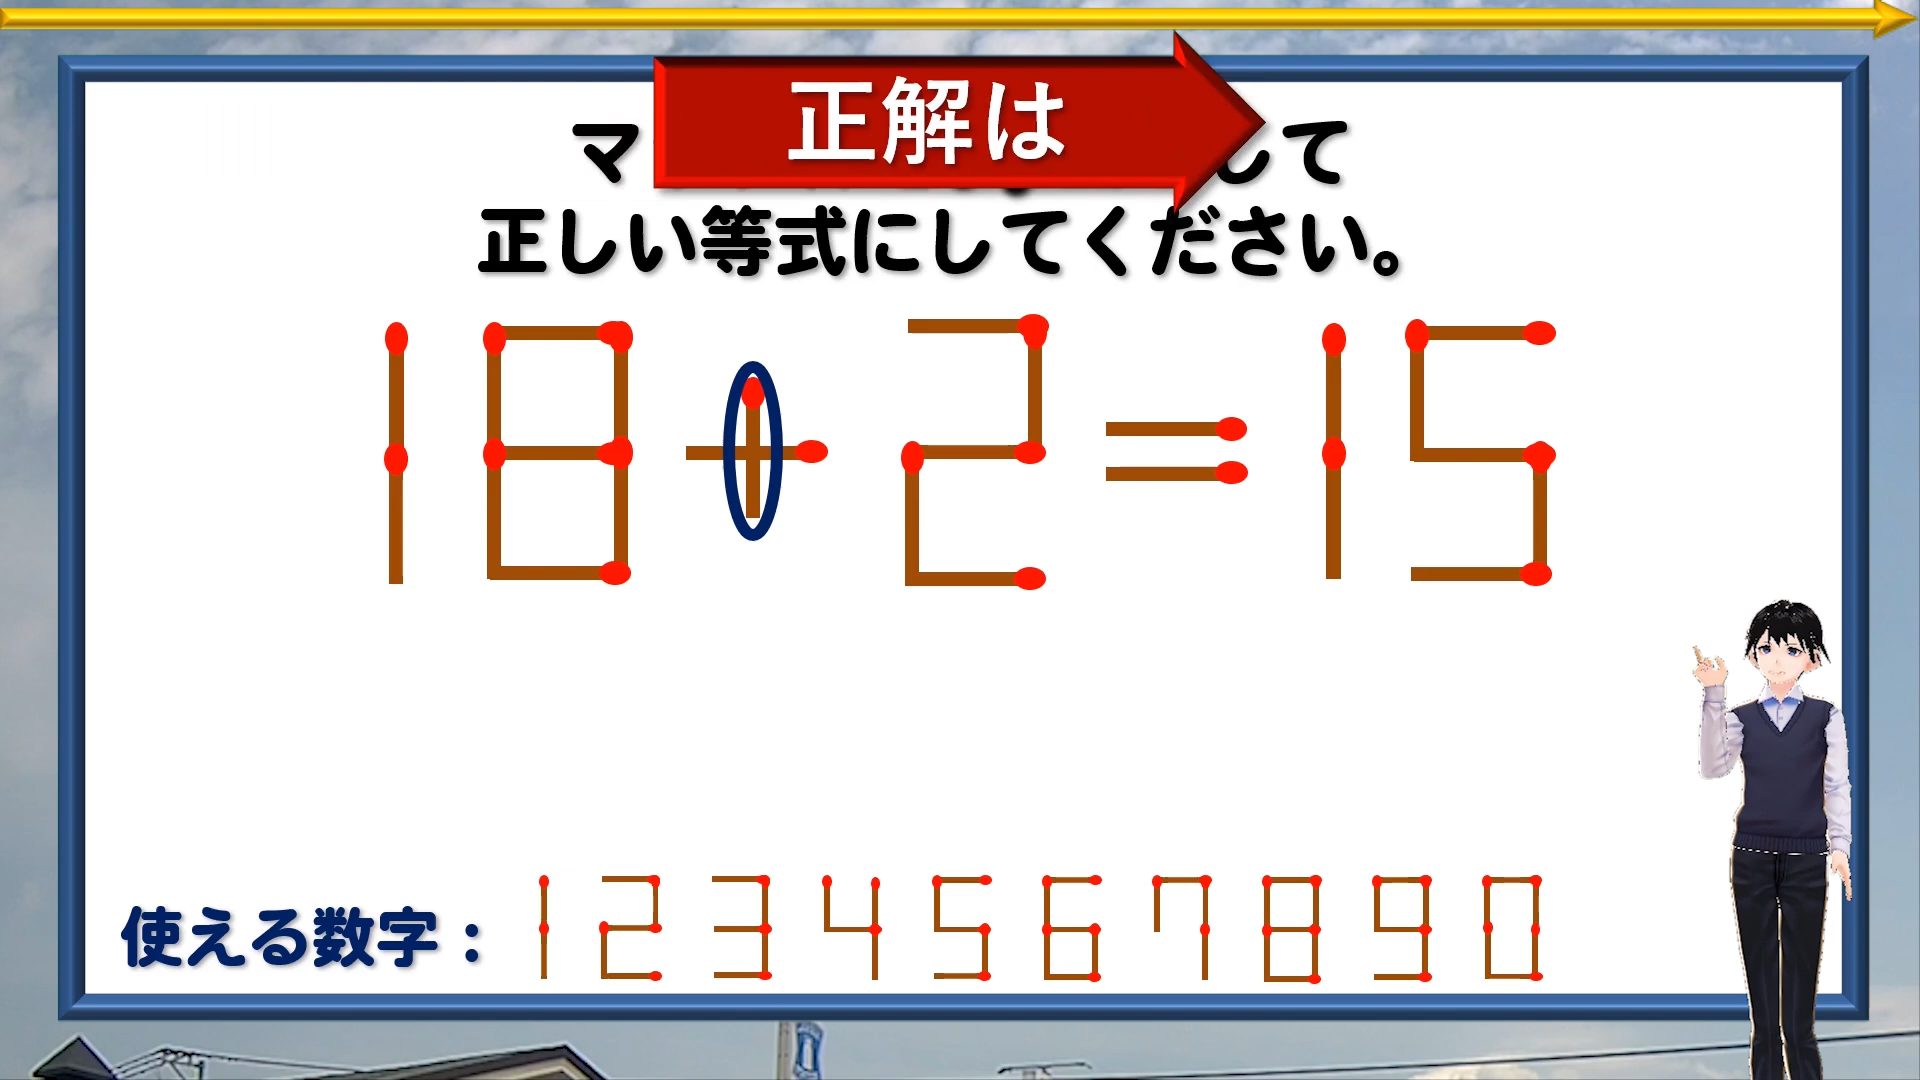 正解は
マ して
正しい等式にしてください。
18+2=15
使える数字：1234567890